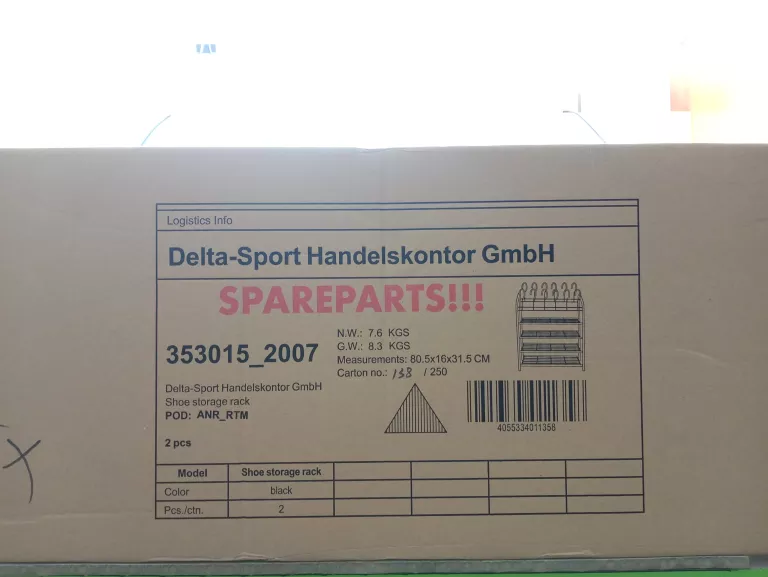 Logistics Info
Delta-Sport Handelskontor GmbH
SPAREPARTS!!!
353015_2007
N.W.: 7.6 KGS
G.W.: 8.3 KGS
Measurements: 80.5x16x31.5 CM
Carton no.: 138 / 250
Delta-Sport Handelskontor GmbH
Shoe storage rack
POD: ANR_RTM
4055334011358
2 pcs
Model Shoe storage rack
Color black
Pcs./ctn. 2
X